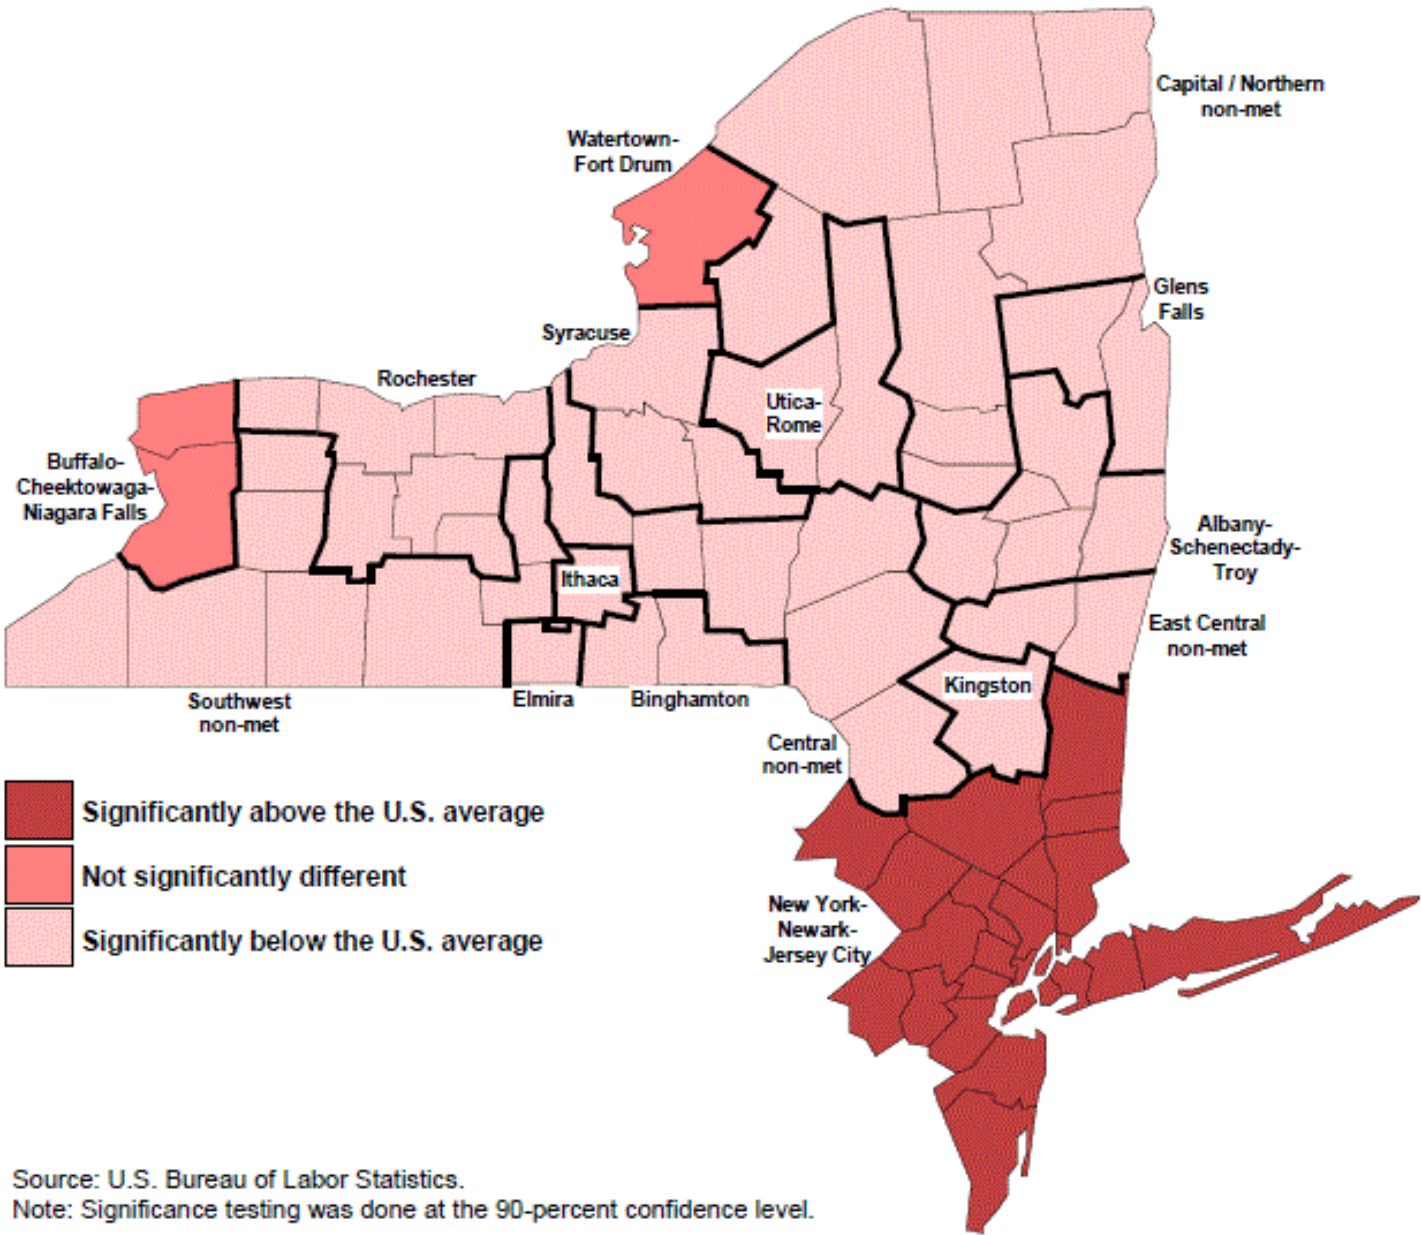 Capital / Northern
non-met
Watertown-
Fort Drum
Glens
Falls
Syracuse
Rochester
Utica-
Rome
Buffalo-
Cheektowaga-
Niagara Falls
Albany-
Schenectady-
Troy
Ithaca
East Central
non-met
Kingston
Southwest
non-met
Elmira
Binghamton
Central
non-met
Significantly above the U.S. average
Not significantly different
Significantly below the U.S. average
New York-
Newark-
Jersey City
Source: U.S. Bureau of Labor Statistics.
Note: Significance testing was done at the 90-percent confidence level.